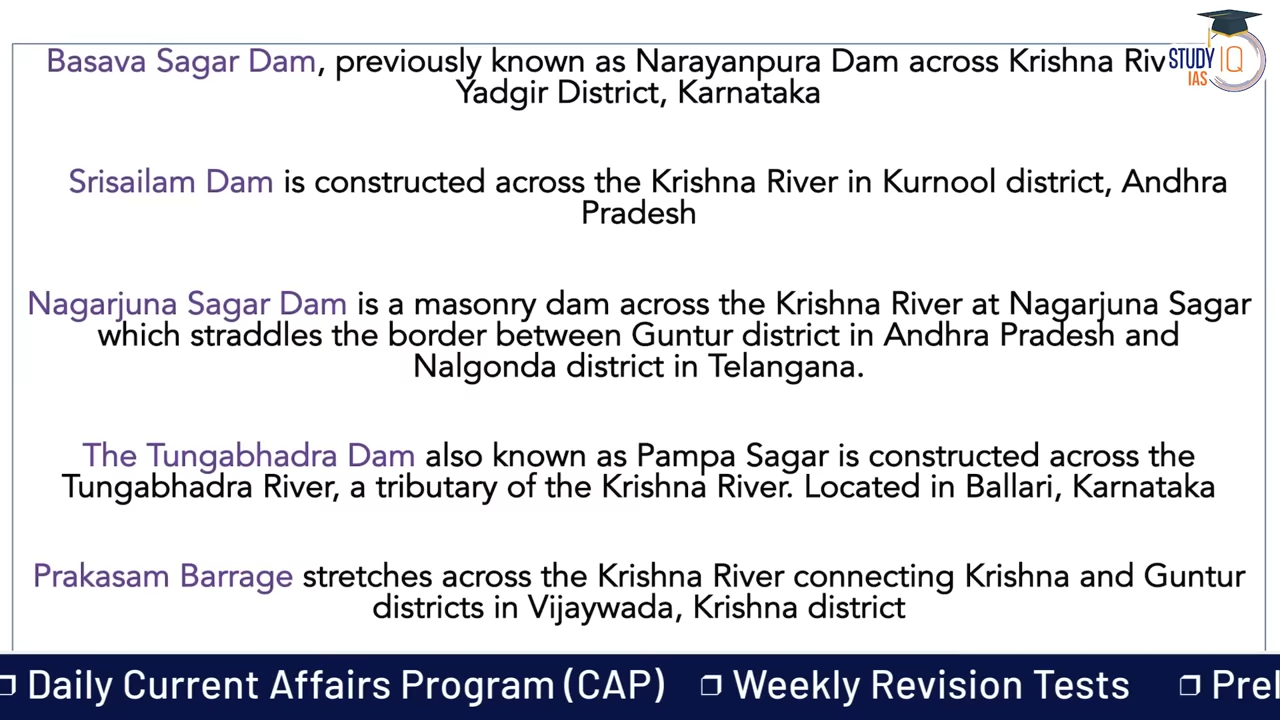 Basava Sagar Dam, previously known as Narayanpura Dam across Krishna Riv
Yadgir District, Karnataka
STUDY IQ
IAS
Srisailam Dam is constructed across the Krishna River in Kurnool district, Andhra
Pradesh
Nagarjuna Sagar Dam is a masonry dam across the Krishna River at Nagarjuna Sagar
which straddles the border between Guntur district in Andhra Pradesh and
Nalgonda district in Telangana.
The Tungabhadra Dam also known as Pampa Sagar is constructed across the
Tungabhadra River, a tributary of the Krishna River. Located in Ballari, Karnataka
Prakasam Barrage stretches across the Krishna River connecting Krishna and Guntur
districts in Vijaywada, Krishna district
❐ Daily Current Affairs Program (CAP) ❐ Weekly Revision Tests ❐ Prel